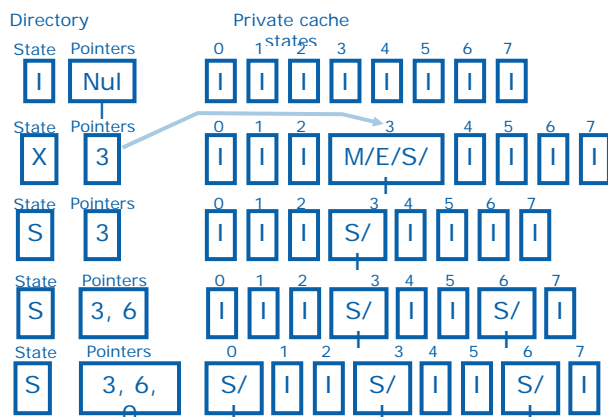 Directory Private cache states
State Pointers 0 1 2 3 4 5 6 7
I Nul I I I I I I I I
l
State Pointers 0 1 2 3 4 5 6 7
X 3 I I I M/E/S/ I I I I
I
State Pointers 0 1 2 3 4 5 6 7
S 3 I I I S/ I I I I
I
State Pointers 0 1 2 3 4 5 6 7
S 3, 6 I I I S/ I I S/ I
I I
State Pointers 0 1 2 3 4 5 6 7
S 3, 6, S/ I I S/ I I S/ I
0 I I I